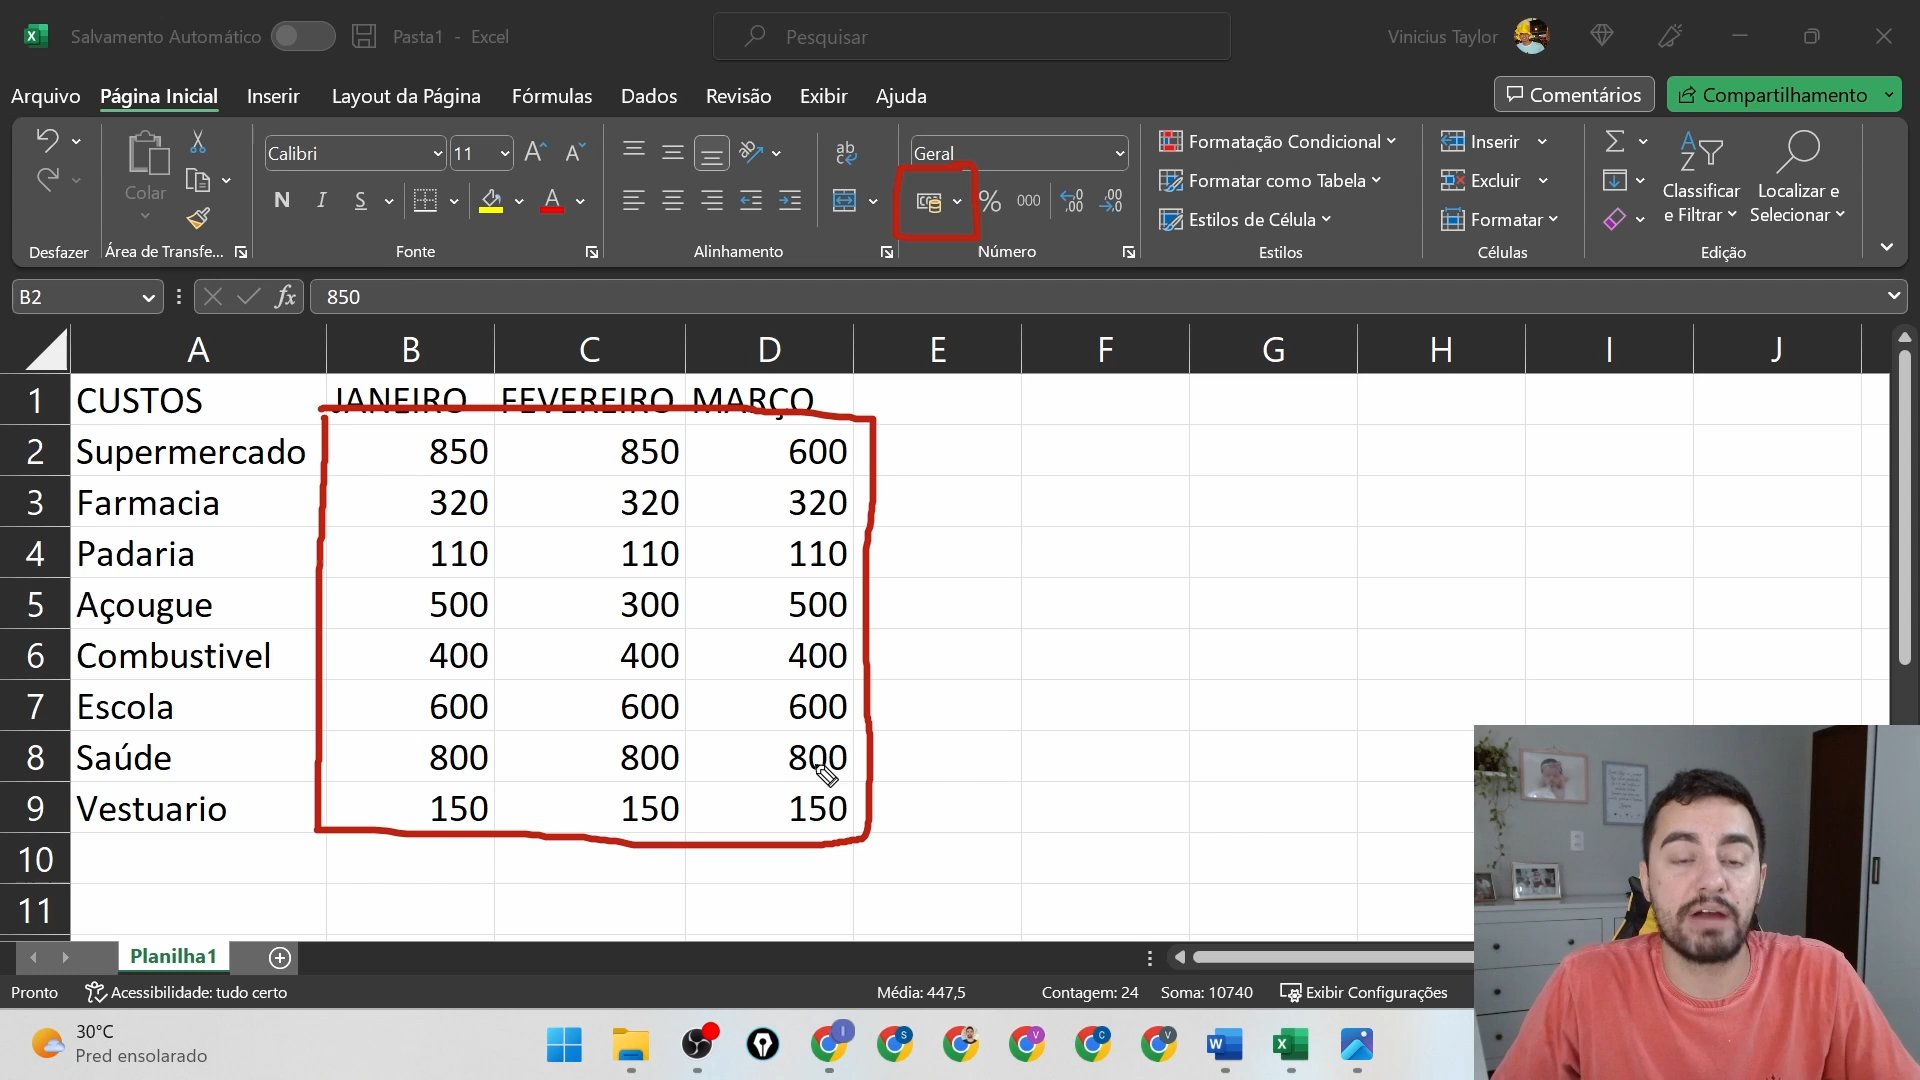 Salvamento Automático
Pasta1 - Excel
Pesquisar
Vinicius Taylor
Arquivo Página Inicial Inserir Layout da Página Fórmulas Dados Revisão Exibir Ajuda
Comentários
Compartilhamento
Colar
Calibri
11
N I S
ab
Geral
% 000
Formatação Condicional
Formatar como Tabela
Estilos de Célula
Inserir
Excluir
Formatar
Classificar
e Filtrar
Localizar e
Selecionar
Desfazer
Área de Transfe...
Fonte
Alinhamento
Número
Estilos
Células
Edição
B2
fx
850
A B C D E F G H I J
1 CUSTOS JANEIRO FEVEREIRO MARÇO
2 Supermercado 850 850 600
3 Farmacia 320 320 320
4 Padaria 110 110 110
5 Açougue 500 300 500
6 Combustivel 400 400 400
7 Escola 600 600 600
8 Saúde 800 800 800
9 Vestuario 150 150 150
10
11
Planilha1
Pronto
Acessibilidade: tudo certo
Média: 447,5
Contagem: 24
Soma: 10740
Exibir Configurações
30°C
Pred ensolarado